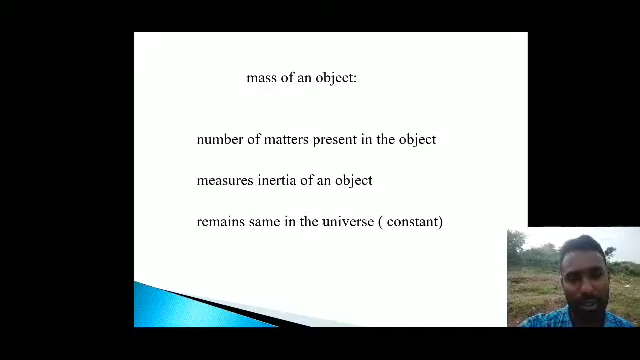 mass of an object:
number of matters present in the object
measures inertia of an object
remains same in the universe ( constant)